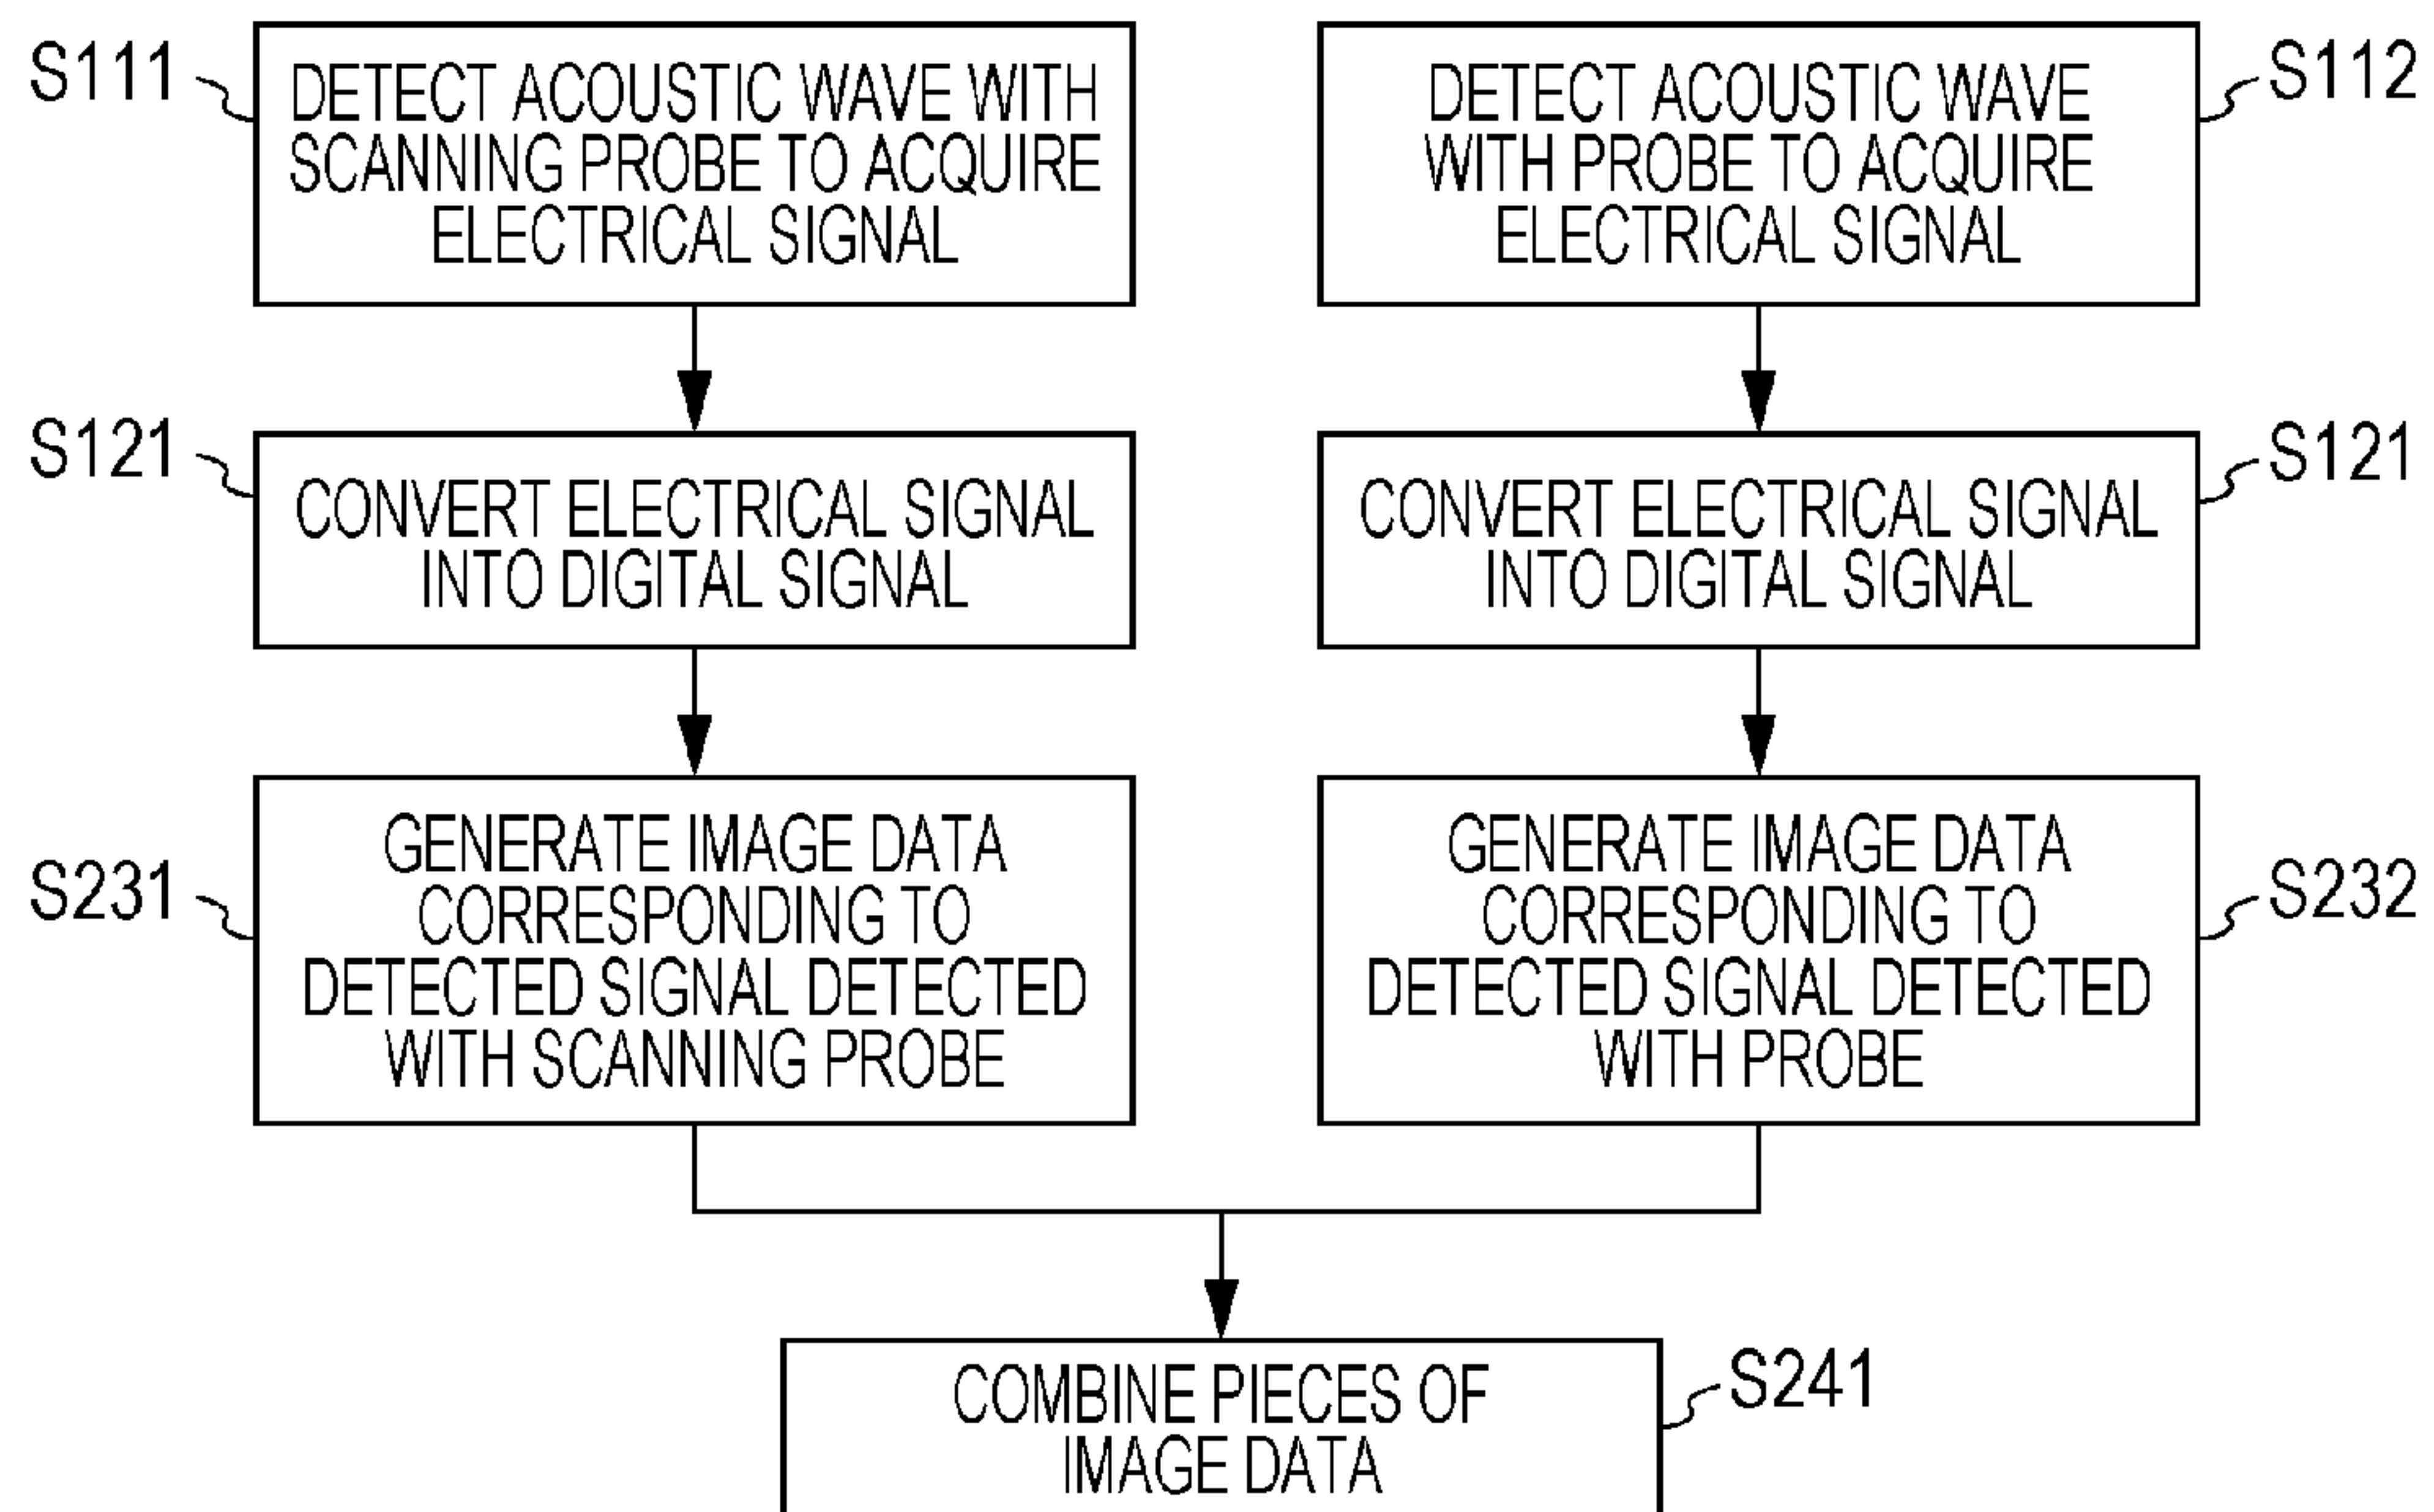 S111
DETECT ACOUSTIC WAVE WITH
SCANNING PROBE TO ACQUIRE
ELECTRICAL SIGNAL
DETECT ACOUSTIC WAVE
WITH PROBE TO ACQUIRE
ELECTRICAL SIGNAL
S112
S121
CONVERT ELECTRICAL SIGNAL
INTO DIGITAL SIGNAL
CONVERT ELECTRICAL SIGNAL
INTO DIGITAL SIGNAL
S121
S231
GENERATE IMAGE DATA
CORRESPONDING TO
DETECTED SIGNAL DETECTED
WITH SCANNING PROBE
GENERATE IMAGE DATA
CORRESPONDING TO
DETECTED SIGNAL DETECTED
WITH PROBE
S232
COMBINE PIECES OF
IMAGE DATA
S241